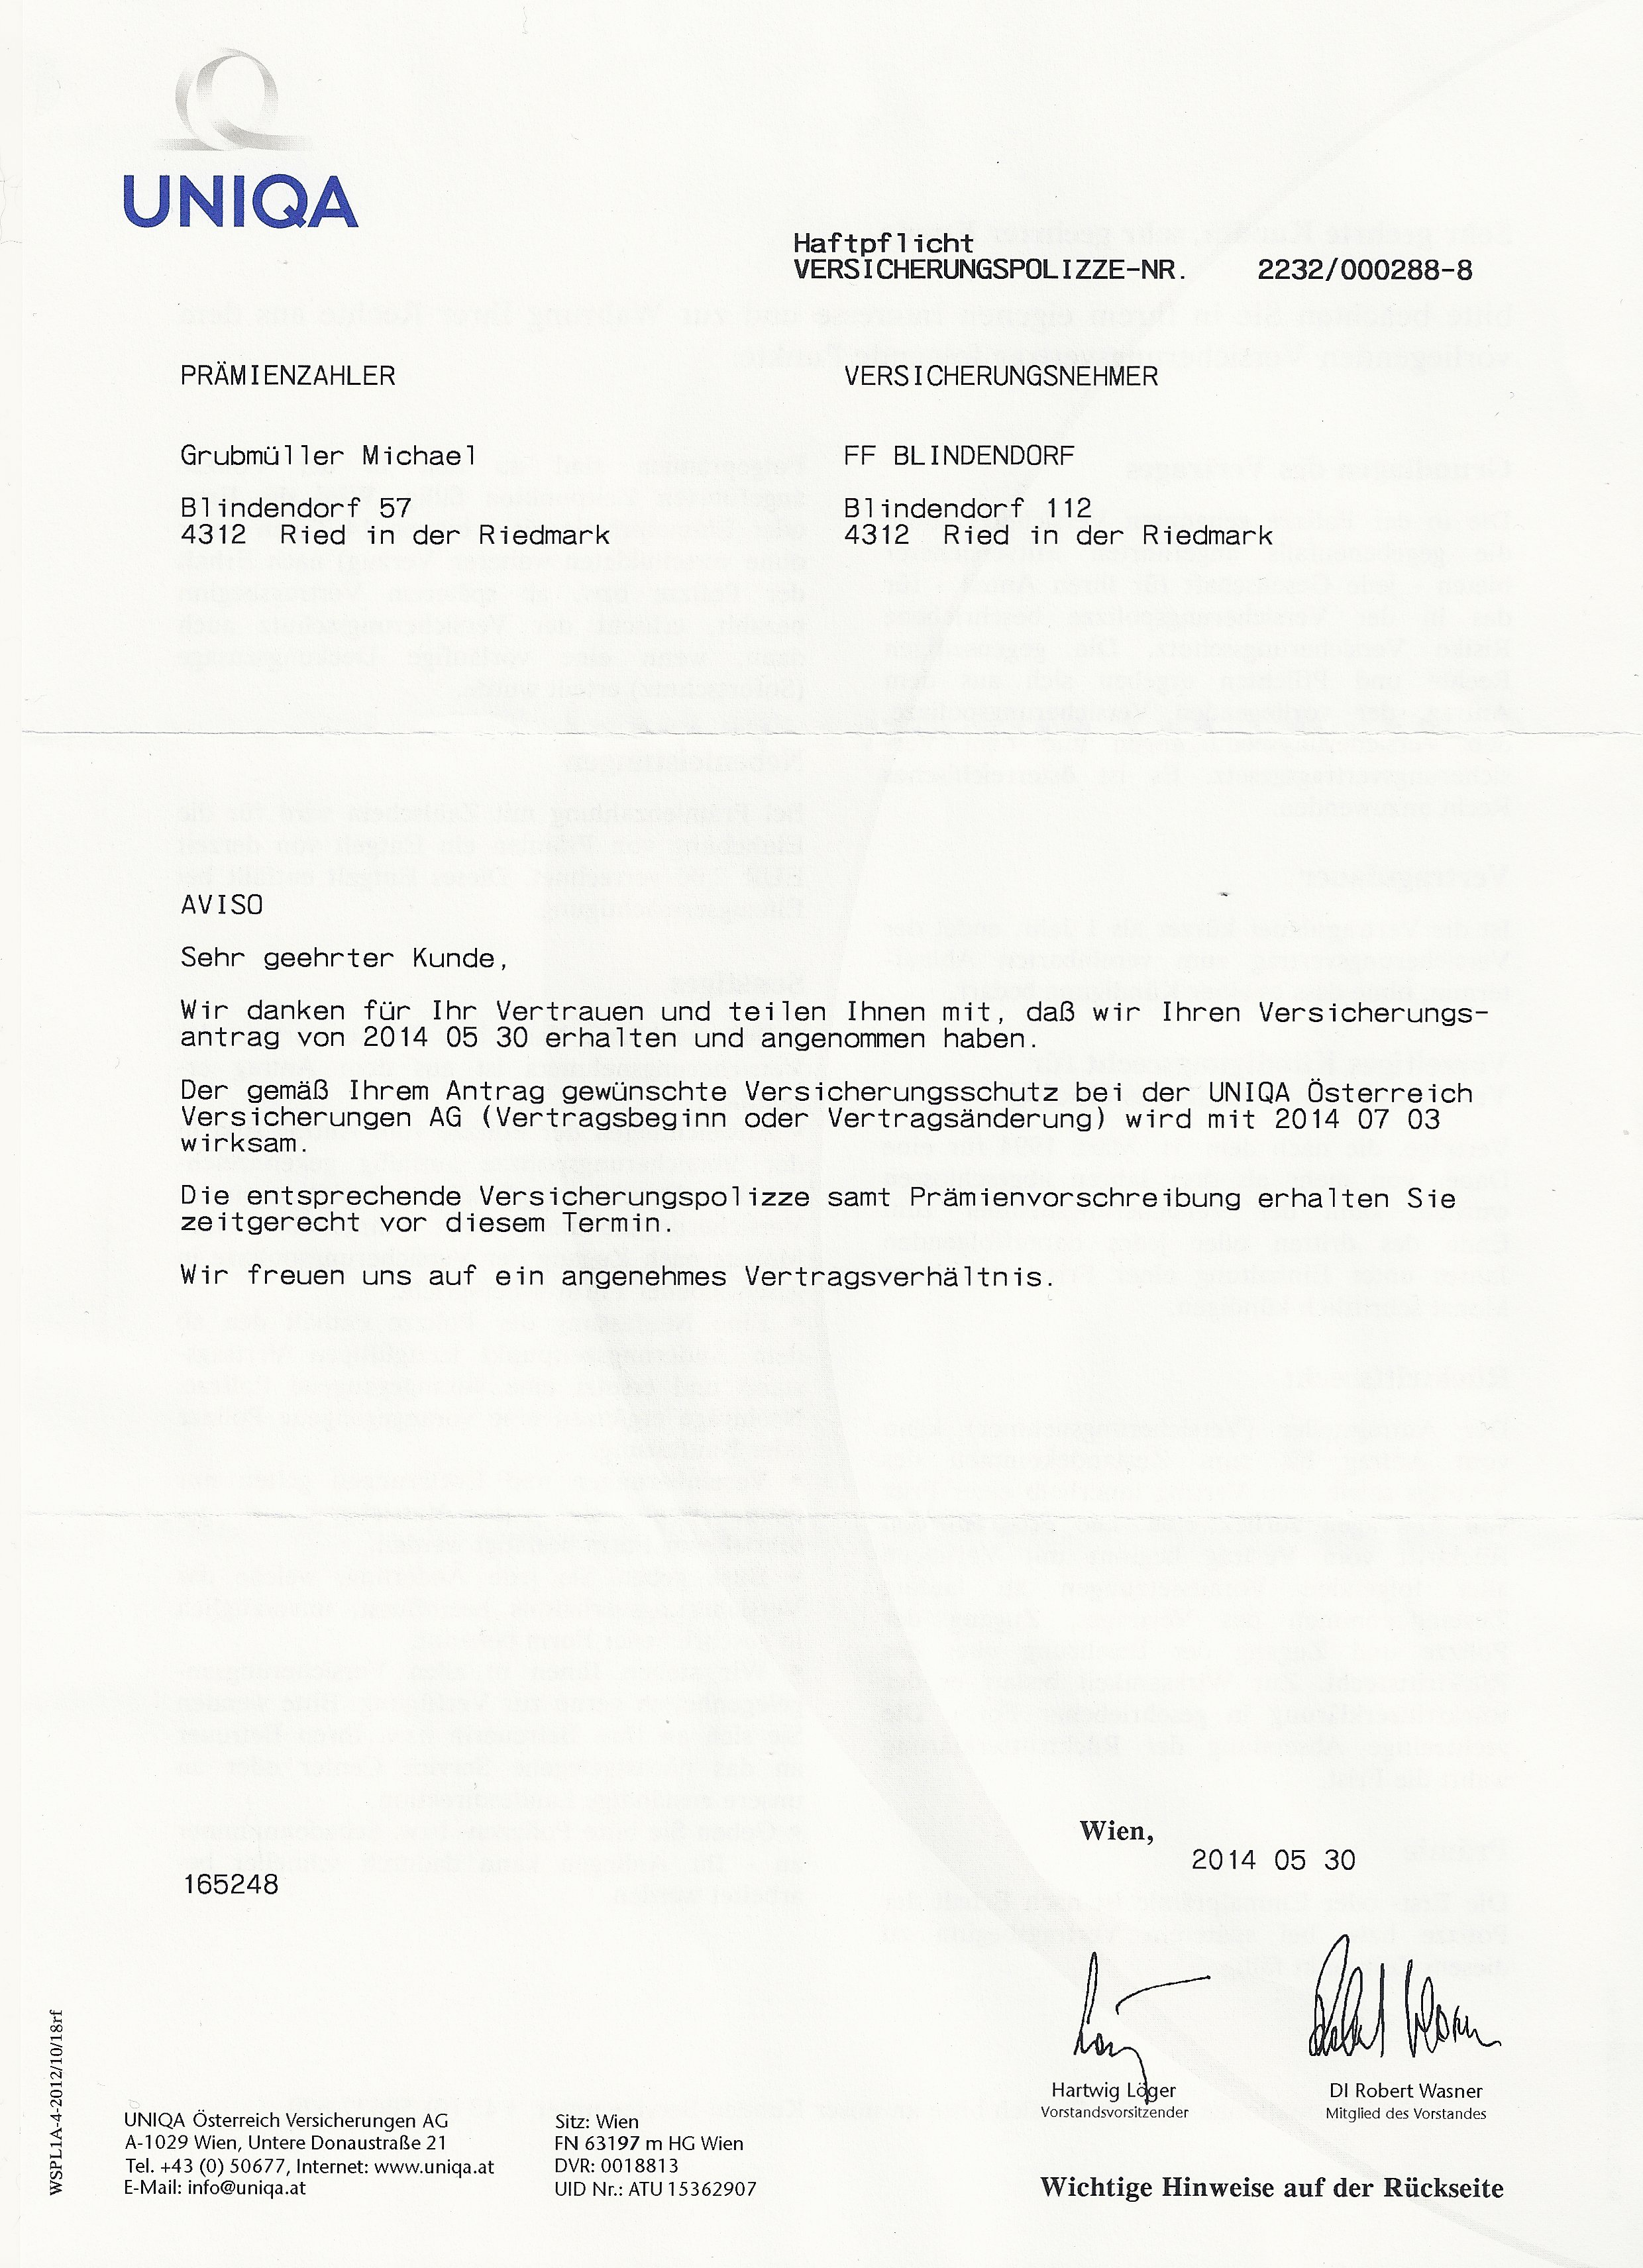 UNIQA
Haftpflicht
VERSICHERUNGSPOLIZZE-NR. 2232/000288-8
PRÄMIENZAHLER
Grubmüller Michael
Blindendorf 57
4312 Ried in der Riedmark
VERSICHERUNGSNEHMER
FF BLINDENDORF
Blindendorf 112
4312 Ried in der Riedmark
AVISO
Sehr geehrter Kunde,
Wir danken für Ihr Vertrauen und teilen Ihnen mit, daß wir Ihren Versicherungs-
antrag von 2014 05 30 erhalten und angenommen haben.
Der gemäß Ihrem Antrag gewünschte Versicherungsschutz bei der UNIQA Österreich
Versicherungen AG (Vertragsbeginn oder Vertragsänderung) wird mit 2014 07 03
wirksam.
Die entsprechende Versicherungspolizze samt Prämienvorschreibung erhalten Sie
zeitgerecht vor diesem Termin.
Wir freuen uns auf ein angenehmes Vertragsverhältnis.
Wien,
2014 05 30
165248
Hartwig Löger
Vorstandsvorsitzender
DI Robert Wasner
Mitglied des Vorstandes
WSPL1A-4-2012/10/18rf
UNIQA Österreich Versicherungen AG
A-1029 Wien, Untere Donaustraße 21
Tel. +43 (0) 50677, Internet: www.uniqa.at
E-Mail: info@uniqa.at
Sitz: Wien
FN 63197 m HG Wien
DVR: 0018813
UID Nr.: ATU 15362907
Wichtige Hinweise auf der Rückseite